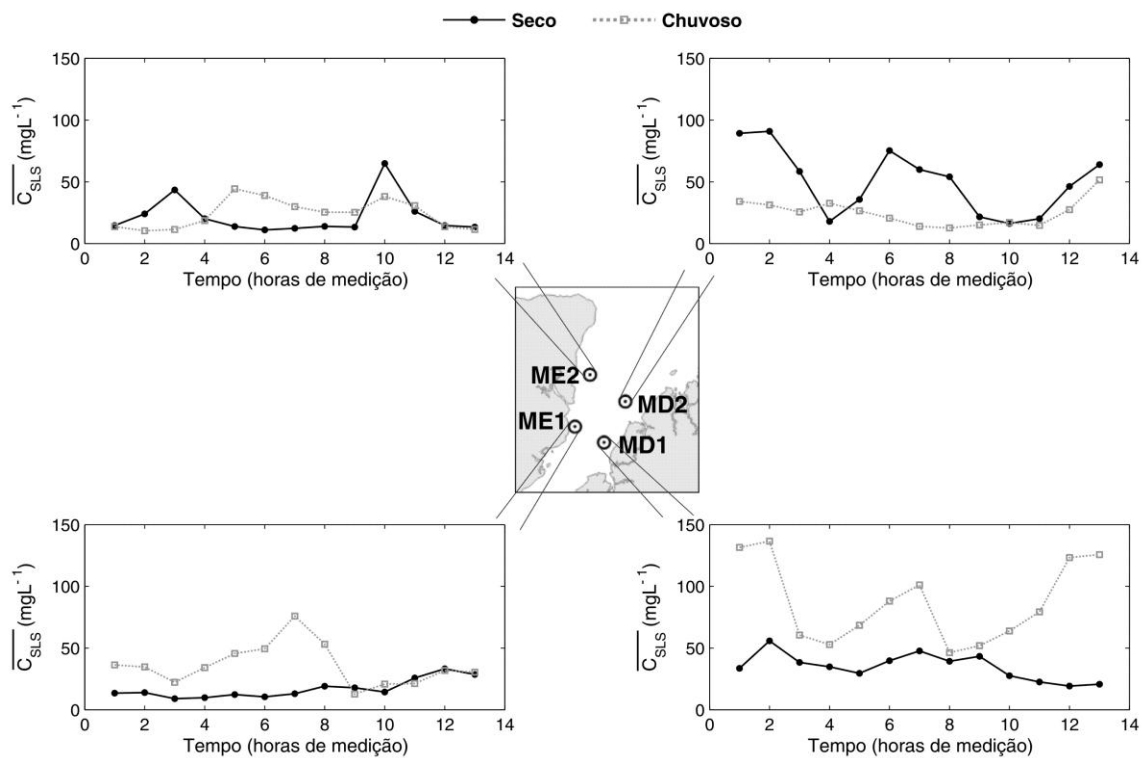 Seco Chuvoso
150
100
50
0
C_SLS (mgL^-1)
0 2 4 6 8 10 12 14
Tempo (horas de medição)
150
100
50
0
C_SLS (mgL^-1)
0 2 4 6 8 10 12 14
Tempo (horas de medição)
ME2
MD2
ME1
MD1
150
100
50
0
C_SLS (mgL^-1)
0 2 4 6 8 10 12 14
Tempo (horas de medição)
150
100
50
0
C_SLS (mgL^-1)
0 2 4 6 8 10 12 14
Tempo (horas de medição)